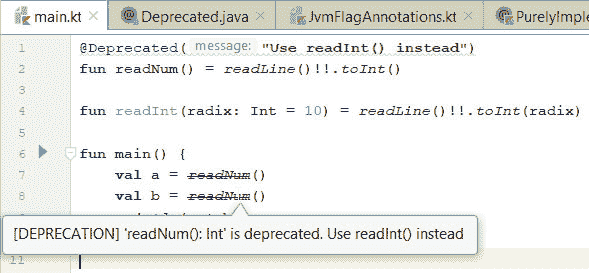 main.kt Deprecated.java JvmFlagAnnotations.kt PurelyImple
1 @Deprecated( message: "Use readInt() instead")
2 fun readNum() = readLine()!!.toInt()
3
4 fun readInt(radix: Int = 10) = readLine()!!.toInt(radix)
5
6 fun main() {
7 val a = readNum()
8 val b = readNum()
[DEPRECATION] 'readNum(): Int' is deprecated. Use readInt() instead
11